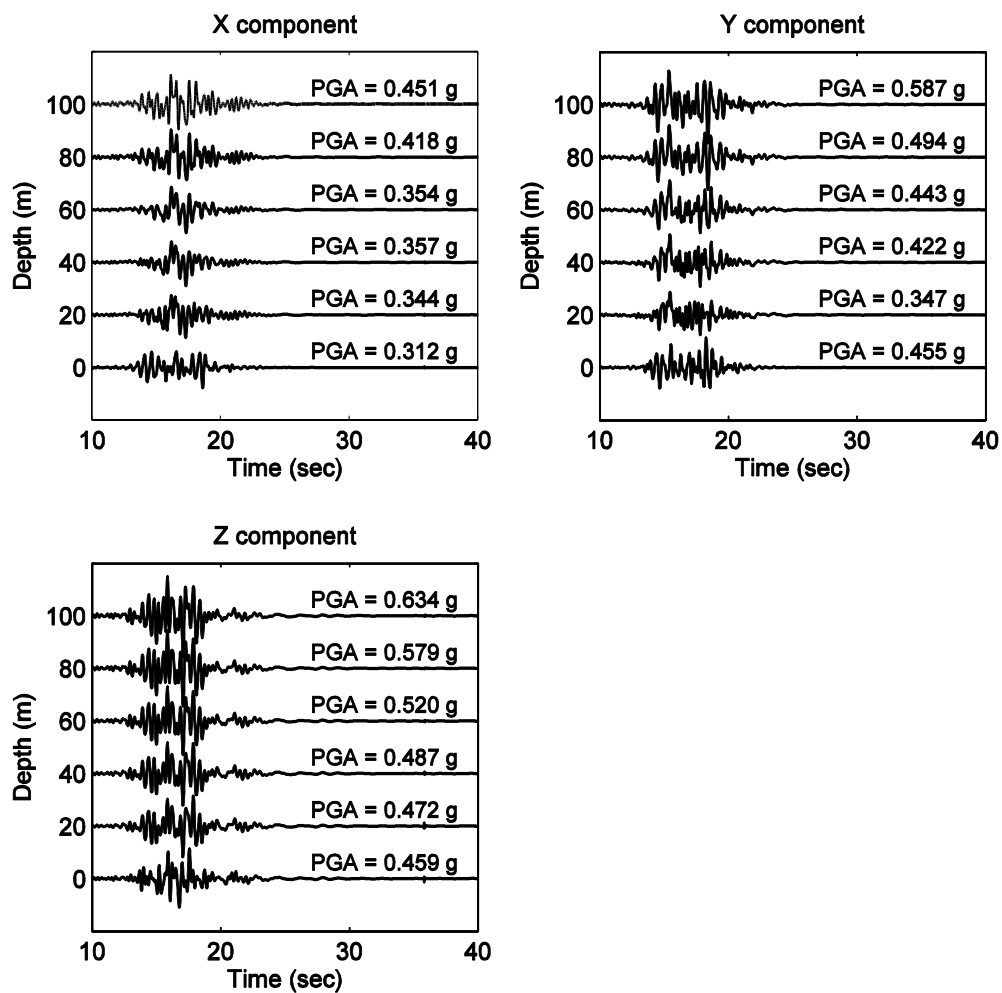 X component
PGA = 0.451 g
100
PGA = 0.418 g
80
PGA = 0.354 g
60
PGA = 0.357 g
40
PGA = 0.344 g
20
PGA = 0.312 g
0
Depth (m)
10 20 30 40
Time (sec)
Y component
PGA = 0.587 g
100
PGA = 0.494 g
80
PGA = 0.443 g
60
PGA = 0.422 g
40
PGA = 0.347 g
20
PGA = 0.455 g
0
Depth (m)
10 20 30 40
Time (sec)
Z component
PGA = 0.634 g
100
PGA = 0.579 g
80
PGA = 0.520 g
60
PGA = 0.487 g
40
PGA = 0.472 g
20
PGA = 0.459 g
0
Depth (m)
10 20 30 40
Time (sec)